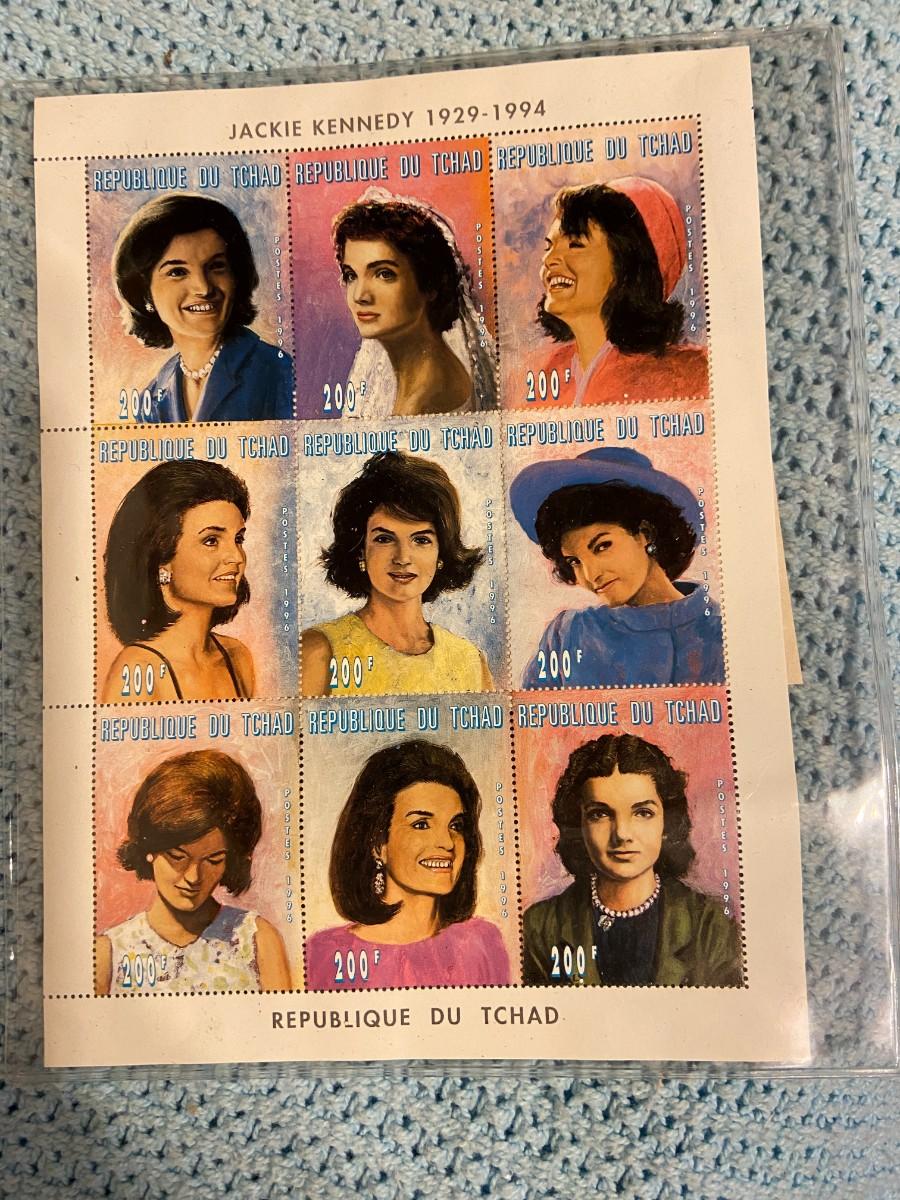 JACKIE KENNEDY 1929-1994
REPUBLIQUE DU TCHAD
POSTES 1996
200F
REPUBLIQUE DU TCHAD
POSTES 1996
200F
REPUBLIQUE DU TCHAD
POSTES 1996
200F
REPUBLIQUE DU TCHAD
POSTES 1996
200F
REPUBLIQUE DU TCHAD
POSTES 1996
200F
REPUBLIQUE DU TCHAD
POSTES 1996
200F
REPUBLIQUE DU TCHAD
POSTES 1996
200F
REPUBLIQUE DU TCHAD
POSTES 1996
200F
REPUBLIQUE DU TCHAD
POSTES 1996
200F
REPUBLIQUE DU TCHAD